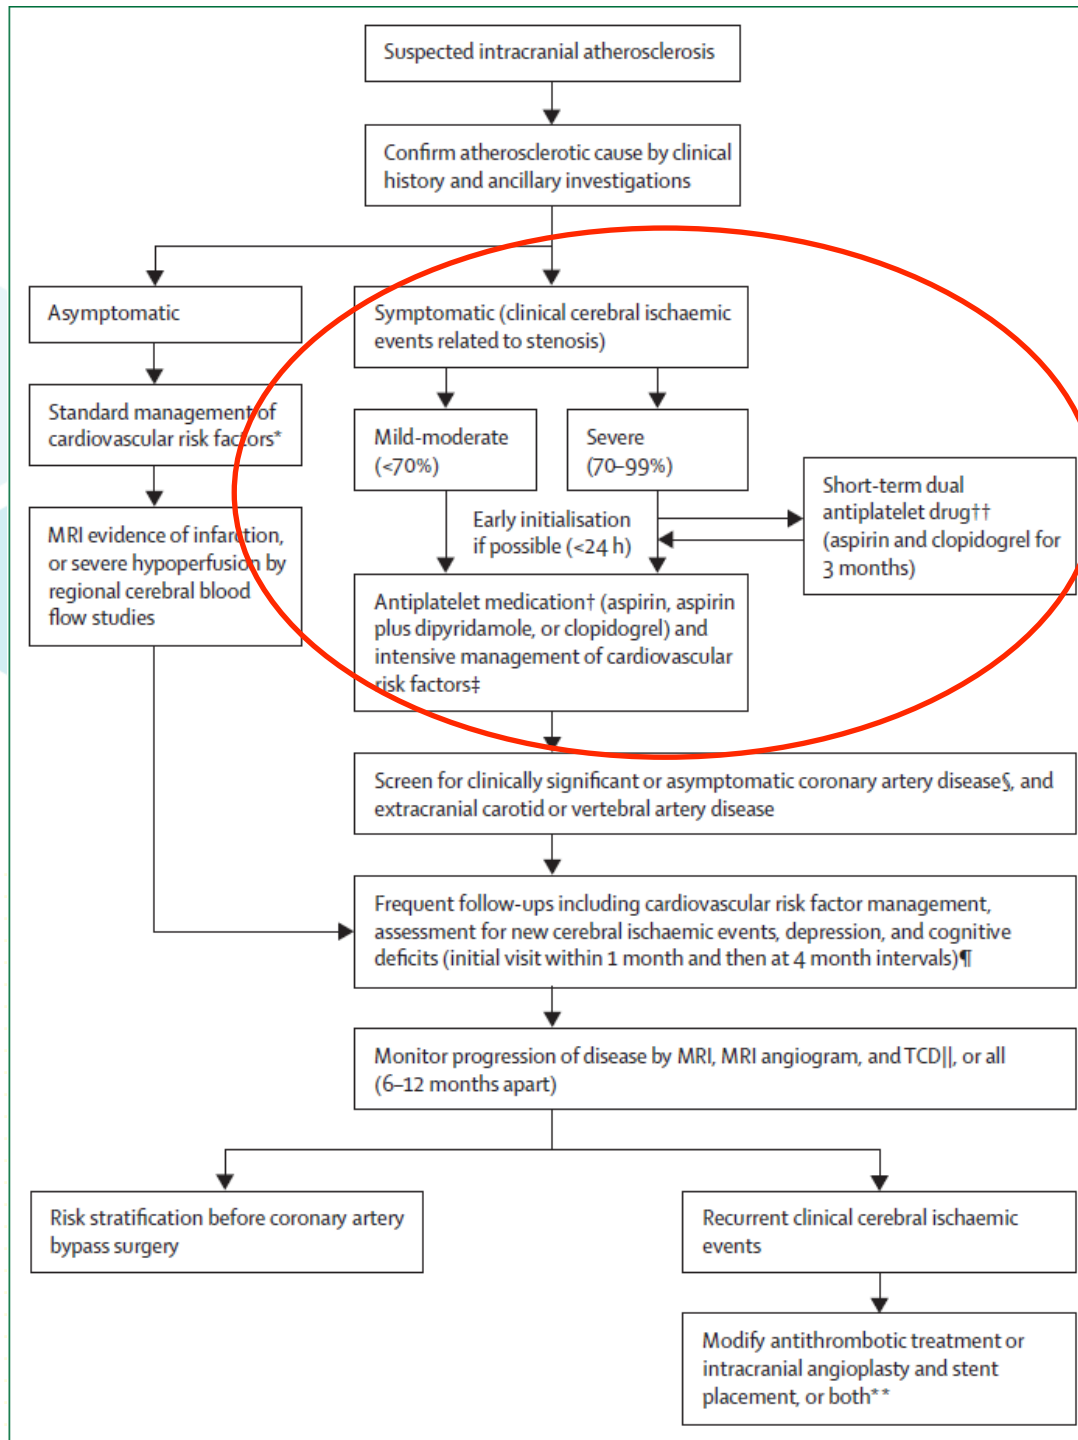 Suspected intracranial atherosclerosis
Confirm atherosclerotic cause by clinical
history and ancillary investigations
Asymptomatic
Symptomatic (clinical cerebral ischaemic
events related to stenosis)
Standard management of
cardiovascular risk factors*
Mild-moderate
(<70%)
Severe
(70–99%)
Short-term dual
antiplatelet drug††
(aspirin and clopidogrel for
3 months)
Early initialisation
if possible (<24 h)
MRI evidence of infarction,
or severe hypoperfusion by
regional cerebral blood
flow studies
Antiplatelet medication† (aspirin, aspirin
plus dipyridamole, or clopidogrel) and
intensive management of cardiovascular
risk factors‡
Screen for clinically significant or asymptomatic coronary artery disease§, and
extracranial carotid or vertebral artery disease
Frequent follow-ups including cardiovascular risk factor management,
assessment for new cerebral ischaemic events, depression, and cognitive
deficits (initial visit within 1 month and then at 4 month intervals)¶
Monitor progression of disease by MRI, MRI angiogram, and TCD||, or all
(6–12 months apart)
Risk stratification before coronary artery
bypass surgery
Recurrent clinical cerebral ischaemic
events
Modify antithrombotic treatment or
intracranial angioplasty and stent
placement, or both**